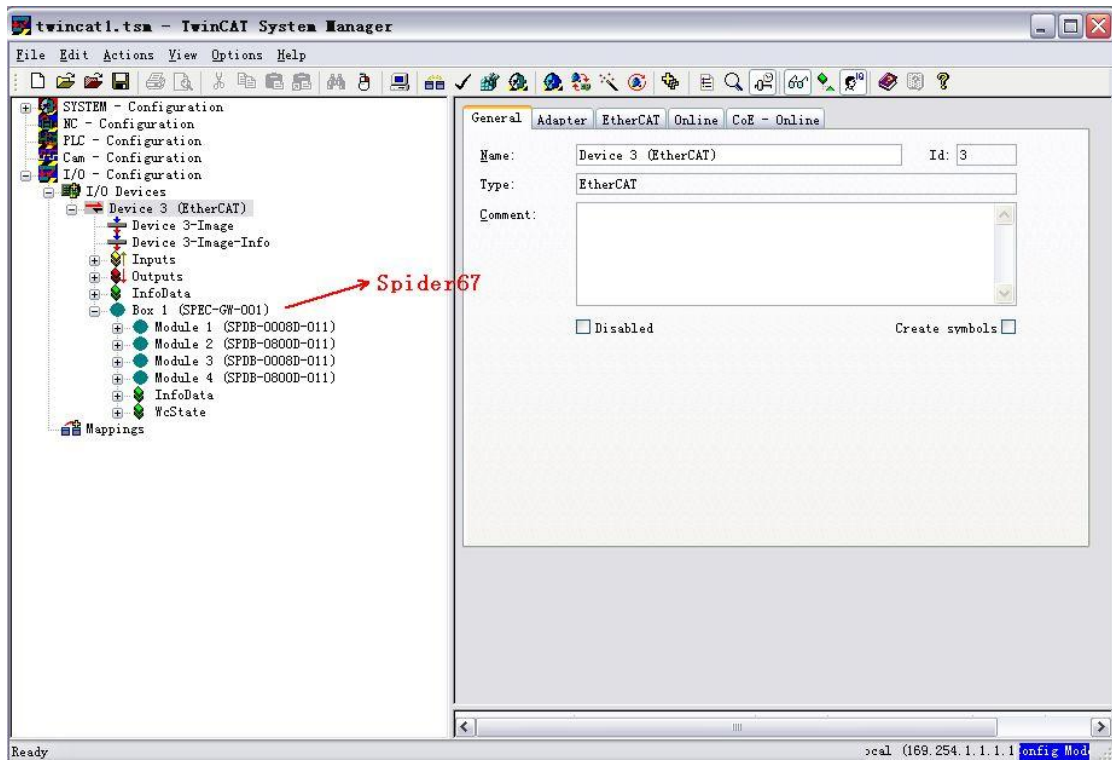 twincat1.tsm - TwinCAT System Manager
File Edit Actions View Options Help
SYSTEM - Configuration
NC - Configuration
PLC - Configuration
Cam - Configuration
I/O - Configuration
I/O Devices
Device 3 (EtherCAT)
Device 3-Image
Device 3-Image-Info
Inputs
Outputs
InfoData
Box 1 (SPEC-GW-001)
Module 1 (SPDB-0008D-011)
Module 2 (SPDB-0800D-011)
Module 3 (SPDB-0008D-011)
Module 4 (SPDB-0800D-011)
InfoData
WcState
Mappings
Spider67
General Adapter EtherCAT Online CoE - Online
Name: Device 3 (EtherCAT) Id: 3
Type: EtherCAT
Comment:
Disabled Create symbols
Ready ocal (169.254.1.1.1.1 onfig Mod